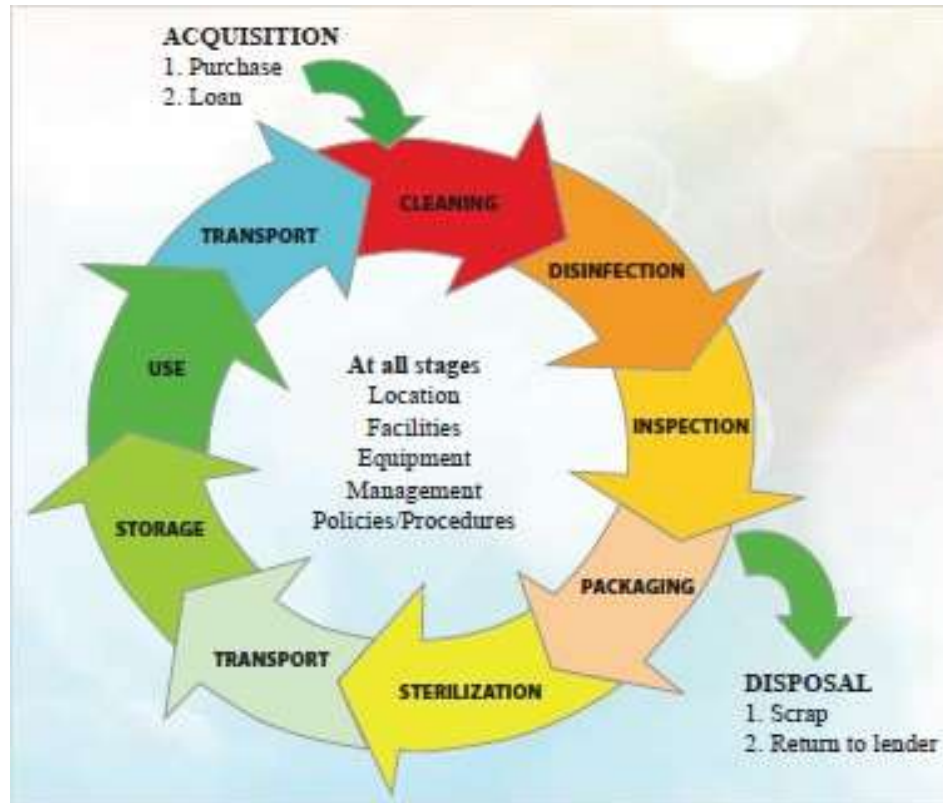 ACQUISITION
1. Purchase
2. Loan
CLEANING
DISINFECTION
INSPECTION
PACKAGING
STERILIZATION
TRANSPORT
STORAGE
USE
TRANSPORT
At all stages
Location
Facilities
Equipment
Management
Policies/Procedures
DISPOSAL
1. Scrap
2. Return to lender